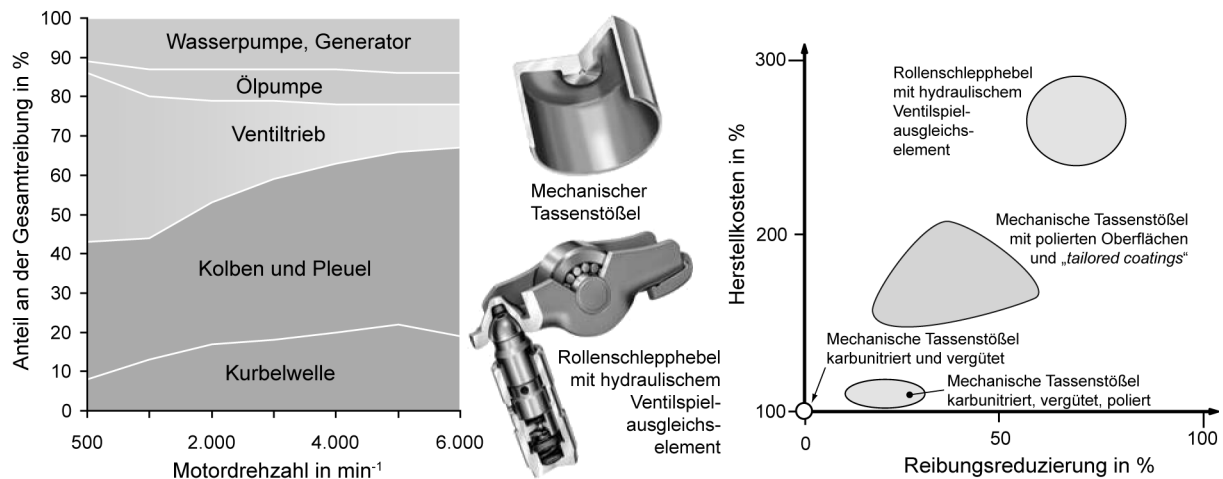 Anteil an der Gesamtreibung in %
100
90
80
70
60
50
40
30
20
10
0
Wasserpumpe, Generator
Ölpumpe
Ventiltrieb
Kolben und Pleuel
Kurbelwelle
500
2.000
4.000
6.000
Motordrehzahl in min⁻¹
Mechanischer
Tassenstößel
Rollenschlepphebel
mit hydraulischem
Ventilspiel-
ausgleichs-
element
Herstellkosten in %
300
200
100
Rollenschlepphebel
mit hydraulischem
Ventilspiel-
ausgleichs-
element
Mechanische Tassenstößel
mit polierten Oberflächen
und „tailored coatings“
Mechanische Tassenstößel
karbunitriert und vergütet
Mechanische Tassenstößel
karbunitriert, vergütet, poliert
0
50
100
Reibungsreduzierung in %